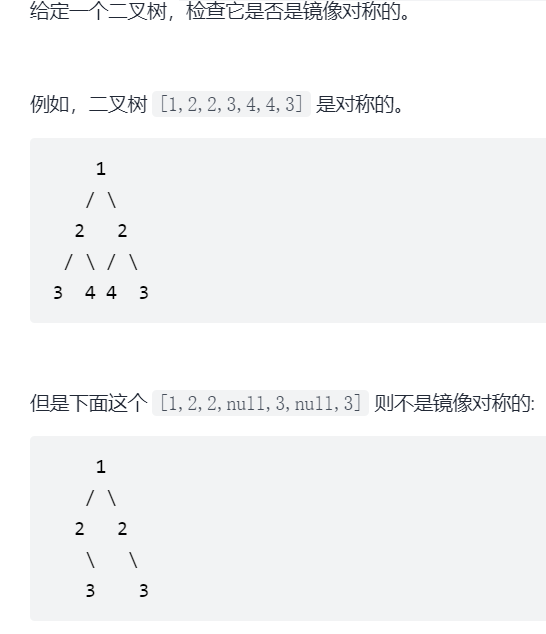 给定一个二叉树，检查它是否是镜像对称的。
例如，二叉树 [1,2,2,3,4,4,3] 是对称的。
1
/ \
2 2
/ \ / \
3 4 4 3
但是下面这个 [1,2,2,null,3,null,3] 则不是镜像对称的:
1
/ \
2 2
\ \
3 3